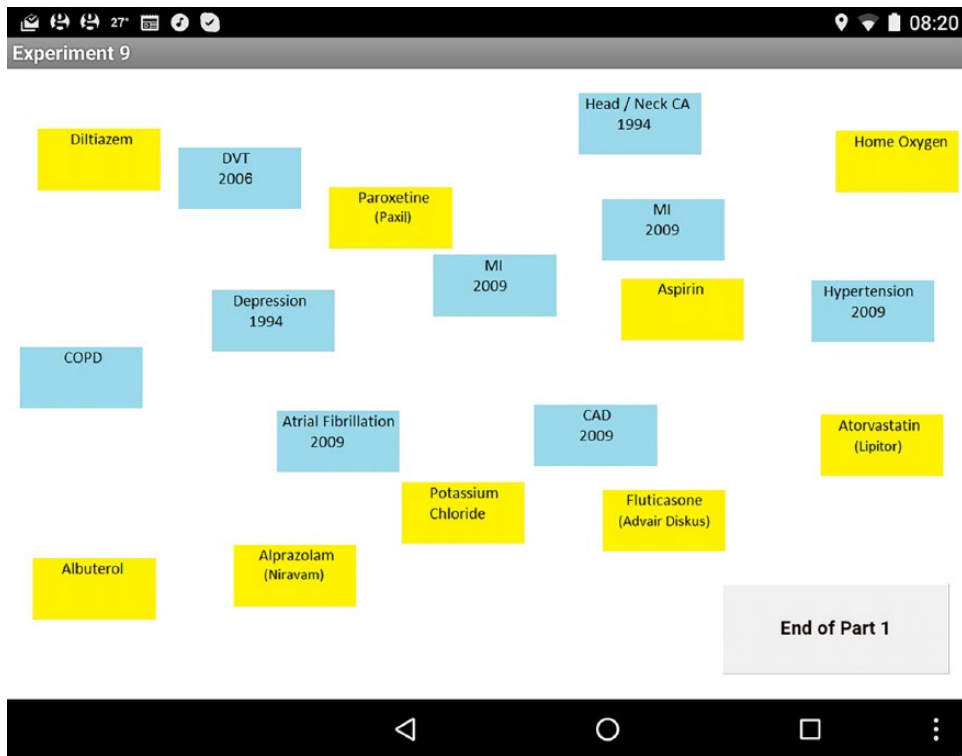 27°
08:20
Experiment 9
Head / Neck CA
1994
Diltiazem
Home Oxygen
DVT
2006
Paroxetine
(Paxil)
MI
2009
MI
2009
Aspirin
Hypertension
2009
Depression
1994
COPD
Atrial Fibrillation
2009
CAD
2009
Atorvastatin
(Lipitor)
Potassium
Chloride
Fluticasone
(Advair Diskus)
Alprazolam
(Niravam)
Albuterol
End of Part 1